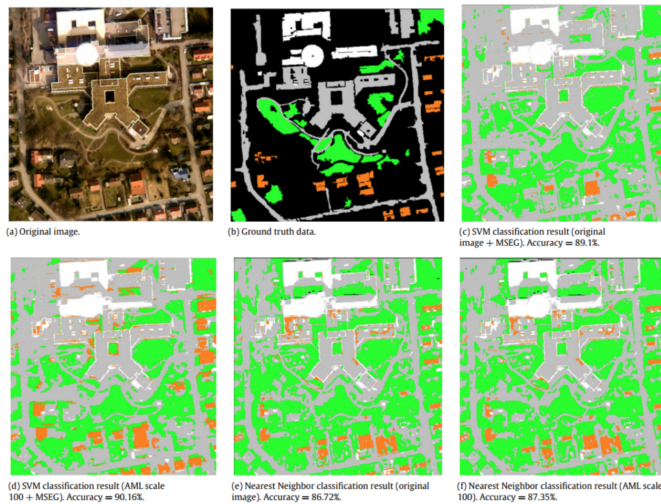 (a) Original image.
(b) Ground truth data.
(c) SVM classification result (original
image + MSEG). Accuracy = 89.1%.
(d) SVM classification result (AML scale
100 + MSEG). Accuracy = 90.16%.
(e) Nearest Neighbor classification result (original
image). Accuracy = 86.72%.
(f) Nearest Neighbor classification result (AML scale
100). Accuracy = 87.35%.